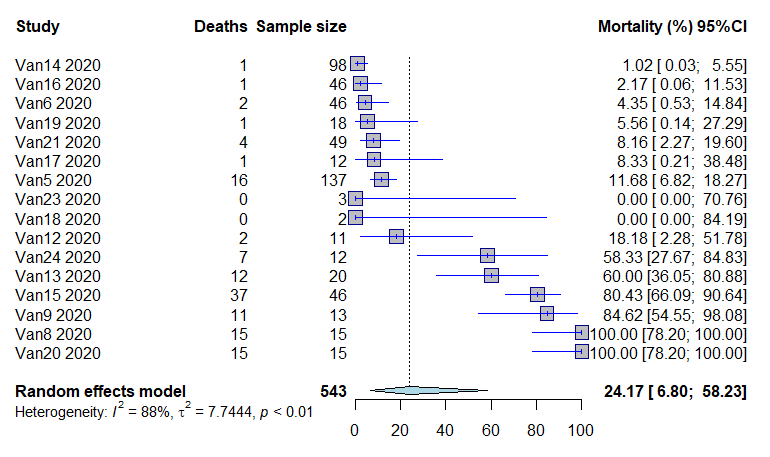 Study Deaths Sample size Mortality (%) 95%CI
Van14 2020 1 98 1.02 [ 0.03; 5.55]
Van16 2020 1 46 2.17 [ 0.06; 11.53]
Van6 2020 2 46 4.35 [ 0.53; 14.84]
Van19 2020 1 18 5.56 [ 0.14; 27.29]
Van21 2020 4 49 8.16 [ 2.27; 19.60]
Van17 2020 1 12 8.33 [ 0.21; 38.48]
Van5 2020 16 137 11.68 [ 6.82; 18.27]
Van23 2020 0 3 0.00 [ 0.00; 70.76]
Van18 2020 0 2 0.00 [ 0.00; 84.19]
Van12 2020 2 11 18.18 [ 2.28; 51.78]
Van24 2020 7 12 58.33 [27.67; 84.83]
Van13 2020 12 20 60.00 [36.05; 80.88]
Van15 2020 37 46 80.43 [66.09; 90.64]
Van9 2020 11 13 84.62 [54.55; 98.08]
Van8 2020 15 15 100.00 [78.20; 100.00]
Van20 2020 15 15 100.00 [78.20; 100.00]
Random effects model 543 24.17 [ 6.80; 58.23]
Heterogeneity: I² = 88%, τ² = 7.7444, p < 0.01
0 20 40 60 80 100